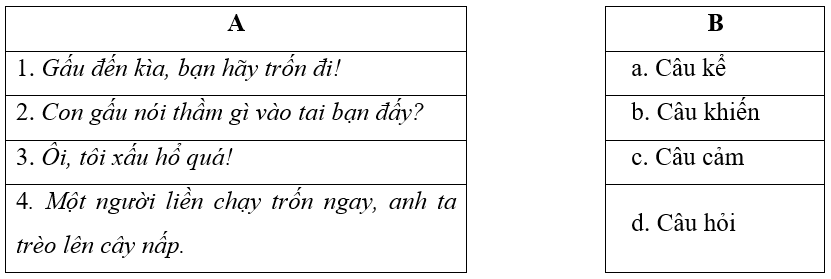 A
1. Gấu đến kìa, bạn hãy trốn đi!
2. Con gấu nói thầm gì vào tai bạn đấy?
3. Ôi, tôi xấu hổ quá!
4. Một người liền chạy trốn ngay, anh ta
trèo lên cây nấp.
B
a. Câu kể
b. Câu khiến
c. Câu cảm
d. Câu hỏi